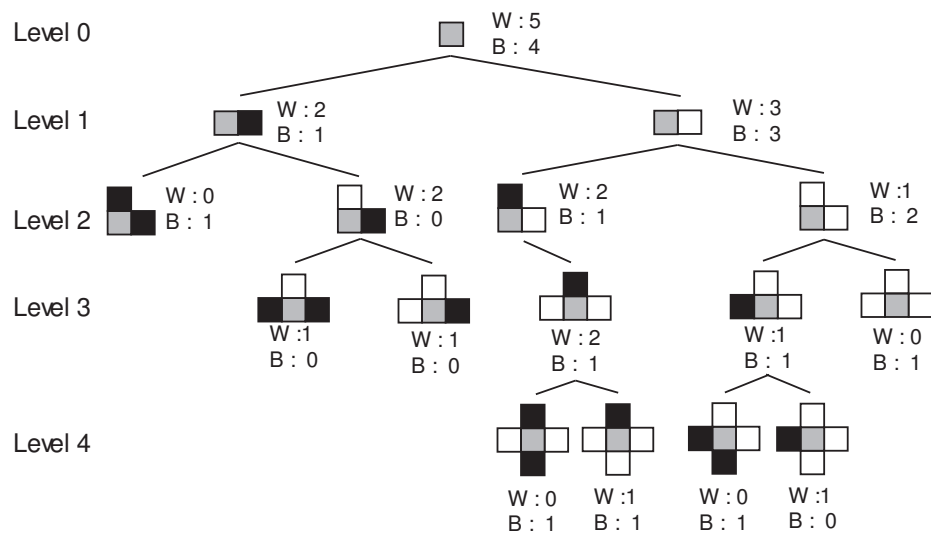 Level 0
W : 5
B : 4
Level 1
W : 2
B : 1
W : 3
B : 3
Level 2
W : 0
B : 1
W : 2
B : 0
W : 2
B : 1
W :1
B : 2
Level 3
W :1
B : 0
W :1
B : 0
W :2
B : 1
W :1
B : 1
W :0
B : 1
Level 4
W : 0
B : 1
W :1
B : 1
W :0
B : 1
W :1
B : 0